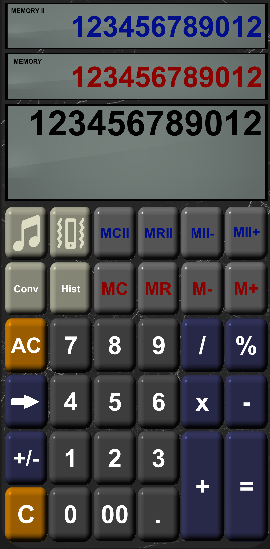 MEMORY II
123456789012
MEMORY
123456789012
123456789012
MCII MRII MII- MII+
Conv Hist MC MR M- M+
AC 7 8 9 / %
4 5 6 x -
+/- 1 2 3
+ =
C 0 00 .